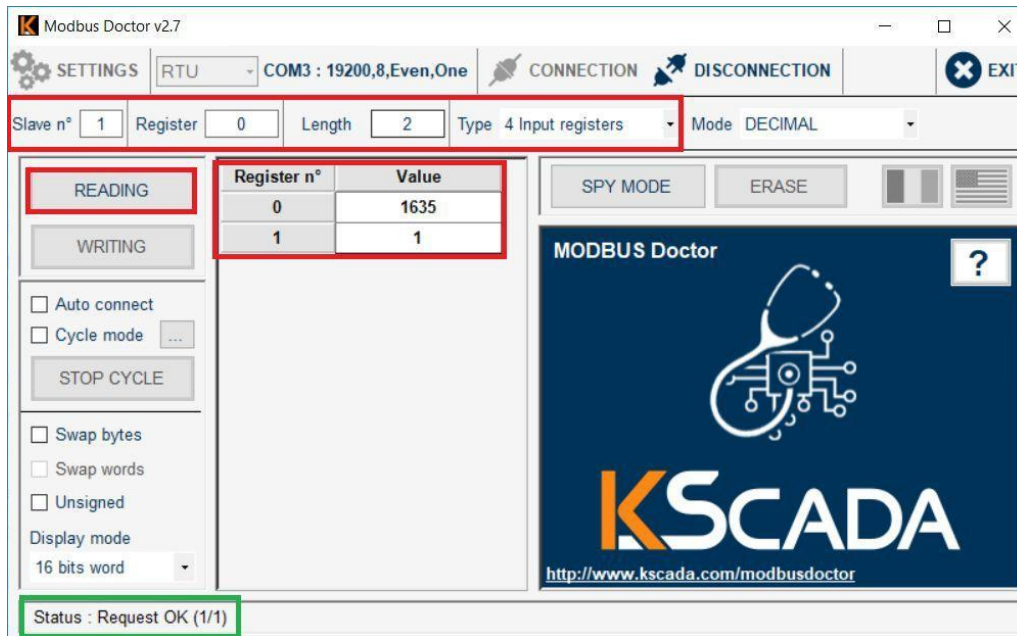 Modbus Doctor v2.7
SETTINGS RTU COM3 : 19200,8,Even,One CONNECTION DISCONNECTION EXIT
Slave n° 1 Register 0 Length 2 Type 4 Input registers Mode DECIMAL
READING
WRITING
Auto connect
Cycle mode ...
STOP CYCLE
Swap bytes
Swap words
Unsigned
Display mode
16 bits word
Register n° Value
0 1635
1 1
SPY MODE ERASE
MODBUS Doctor ?
KSCADA
http://www.kscada.com/modbusdoctor
Status : Request OK (1/1)